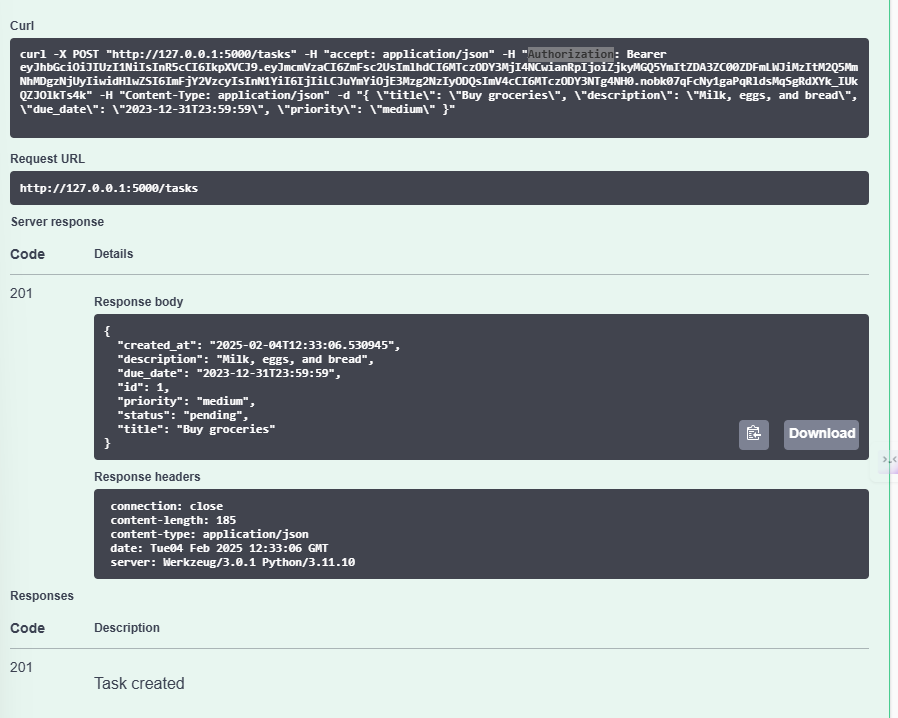 Curl
curl -X POST "http://127.0.0.1:5000/tasks" -H "accept: application/json" -H "Authorization: Bearer
eyJhbGciOiJIUzI1NiIsInR5cCI6IkpXVCJ9.eyJmcmVzaCI6ZmFsc2UsImlhdCI6MTczODY3MjI4NCwianRpIjoiZjkyMGQ5YmItZDA3ZC00ZDFmLWJiMzItM2Q5Mm
NhMDgzNjUyIiwidHlwZSI6ImFjY2VzcyIsInN1YiI6IjIiLCJuYmYiOjE3Mzg2NzIyODQsImV4cCI6MTczODY3NTg4NH0.nobk07qFcNy1gaPqRldsMqSgRdXYk_IUk
QZJOlkTs4k" -H "Content-Type: application/json" -d "{ \"title\": \"Buy groceries\", \"description\": \"Milk, eggs, and bread\",
\"due_date\": \"2023-12-31T23:59:59\", \"priority\": \"medium\" }"
Request URL
http://127.0.0.1:5000/tasks
Server response
Code Details
201
Response body
{
"created_at": "2025-02-04T12:33:06.530945",
"description": "Milk, eggs, and bread",
"due_date": "2023-12-31T23:59:59",
"id": 1,
"priority": "medium",
"status": "pending",
"title": "Buy groceries"
}
Download
Response headers
connection: close
content-length: 185
content-type: application/json
date: Tue04 Feb 2025 12:33:06 GMT
server: Werkzeug/3.0.1 Python/3.11.10
Responses
Code Description
201
Task created